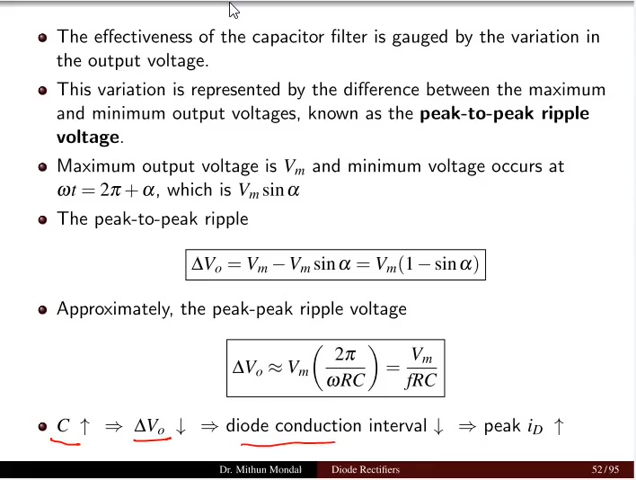 • The effectiveness of the capacitor filter is gauged by the variation in
the output voltage.
• This variation is represented by the difference between the maximum
and minimum output voltages, known as the peak-to-peak ripple
voltage.
• Maximum output voltage is Vₘ and minimum voltage occurs at
ωt = 2π + α, which is Vₘ sin α
• The peak-to-peak ripple
ΔVₒ = Vₘ − Vₘ sin α = Vₘ(1 − sin α)
• Approximately, the peak-peak ripple voltage
ΔVₒ ≈ Vₘ (2π / ωRC) = Vₘ / fRC
• C ↑ ⇒ ΔVₒ ↓ ⇒ diode conduction interval ↓ ⇒ peak i_D ↑
Dr. Mithun Mondal Diode Rectifiers 52/95